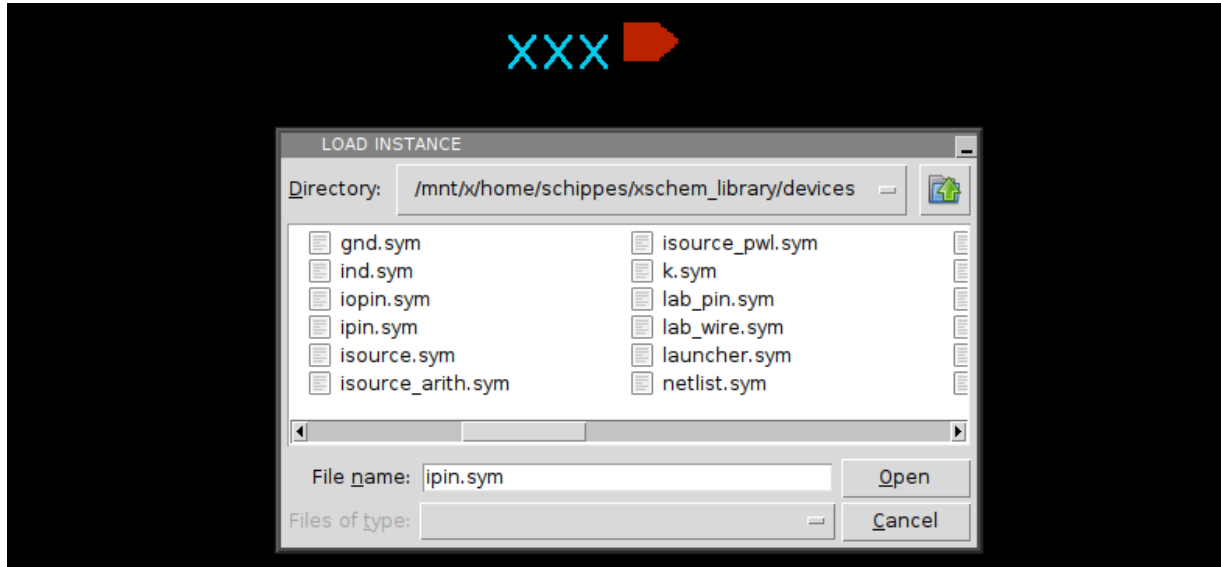 xxx
LOAD INSTANCE
Directory: /mnt/x/home/schippes/xschem_library/devices
gnd.sym isource_pwl.sym
ind.sym k.sym
iopin.sym lab_pin.sym
ipin.sym lab_wire.sym
isource.sym launcher.sym
isource_arith.sym netlist.sym
File name: ipin.sym Open
Files of type: Cancel